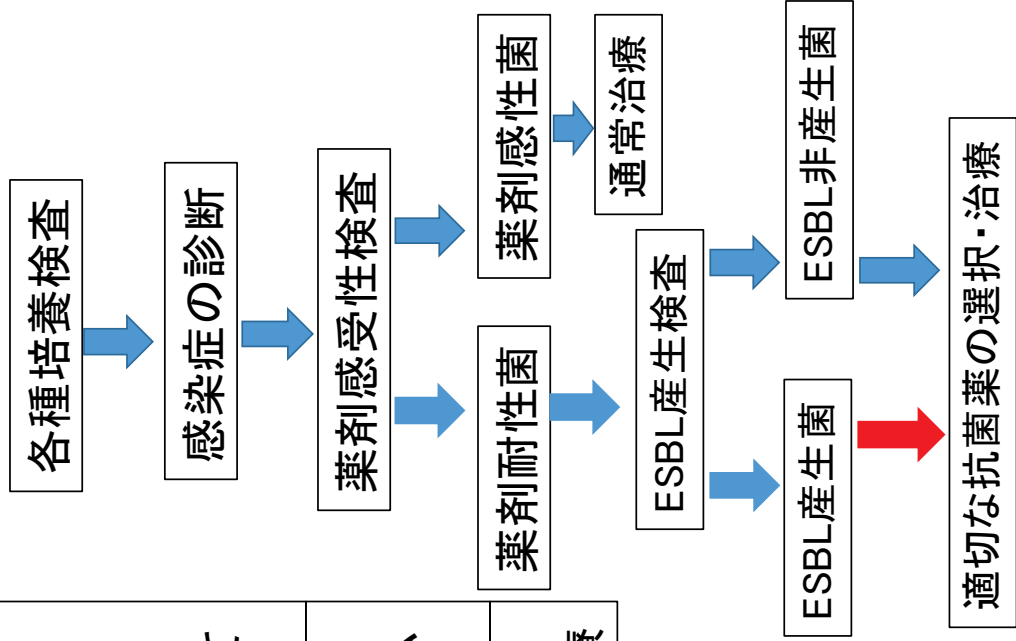 各種培養検査
感染症の診断
薬剤感受性検査
薬剤耐性菌
薬剤感性菌
通常治療
ESBL産生検査
ESBL産生菌
ESBL非産生菌
適切な抗菌薬の選択・治療